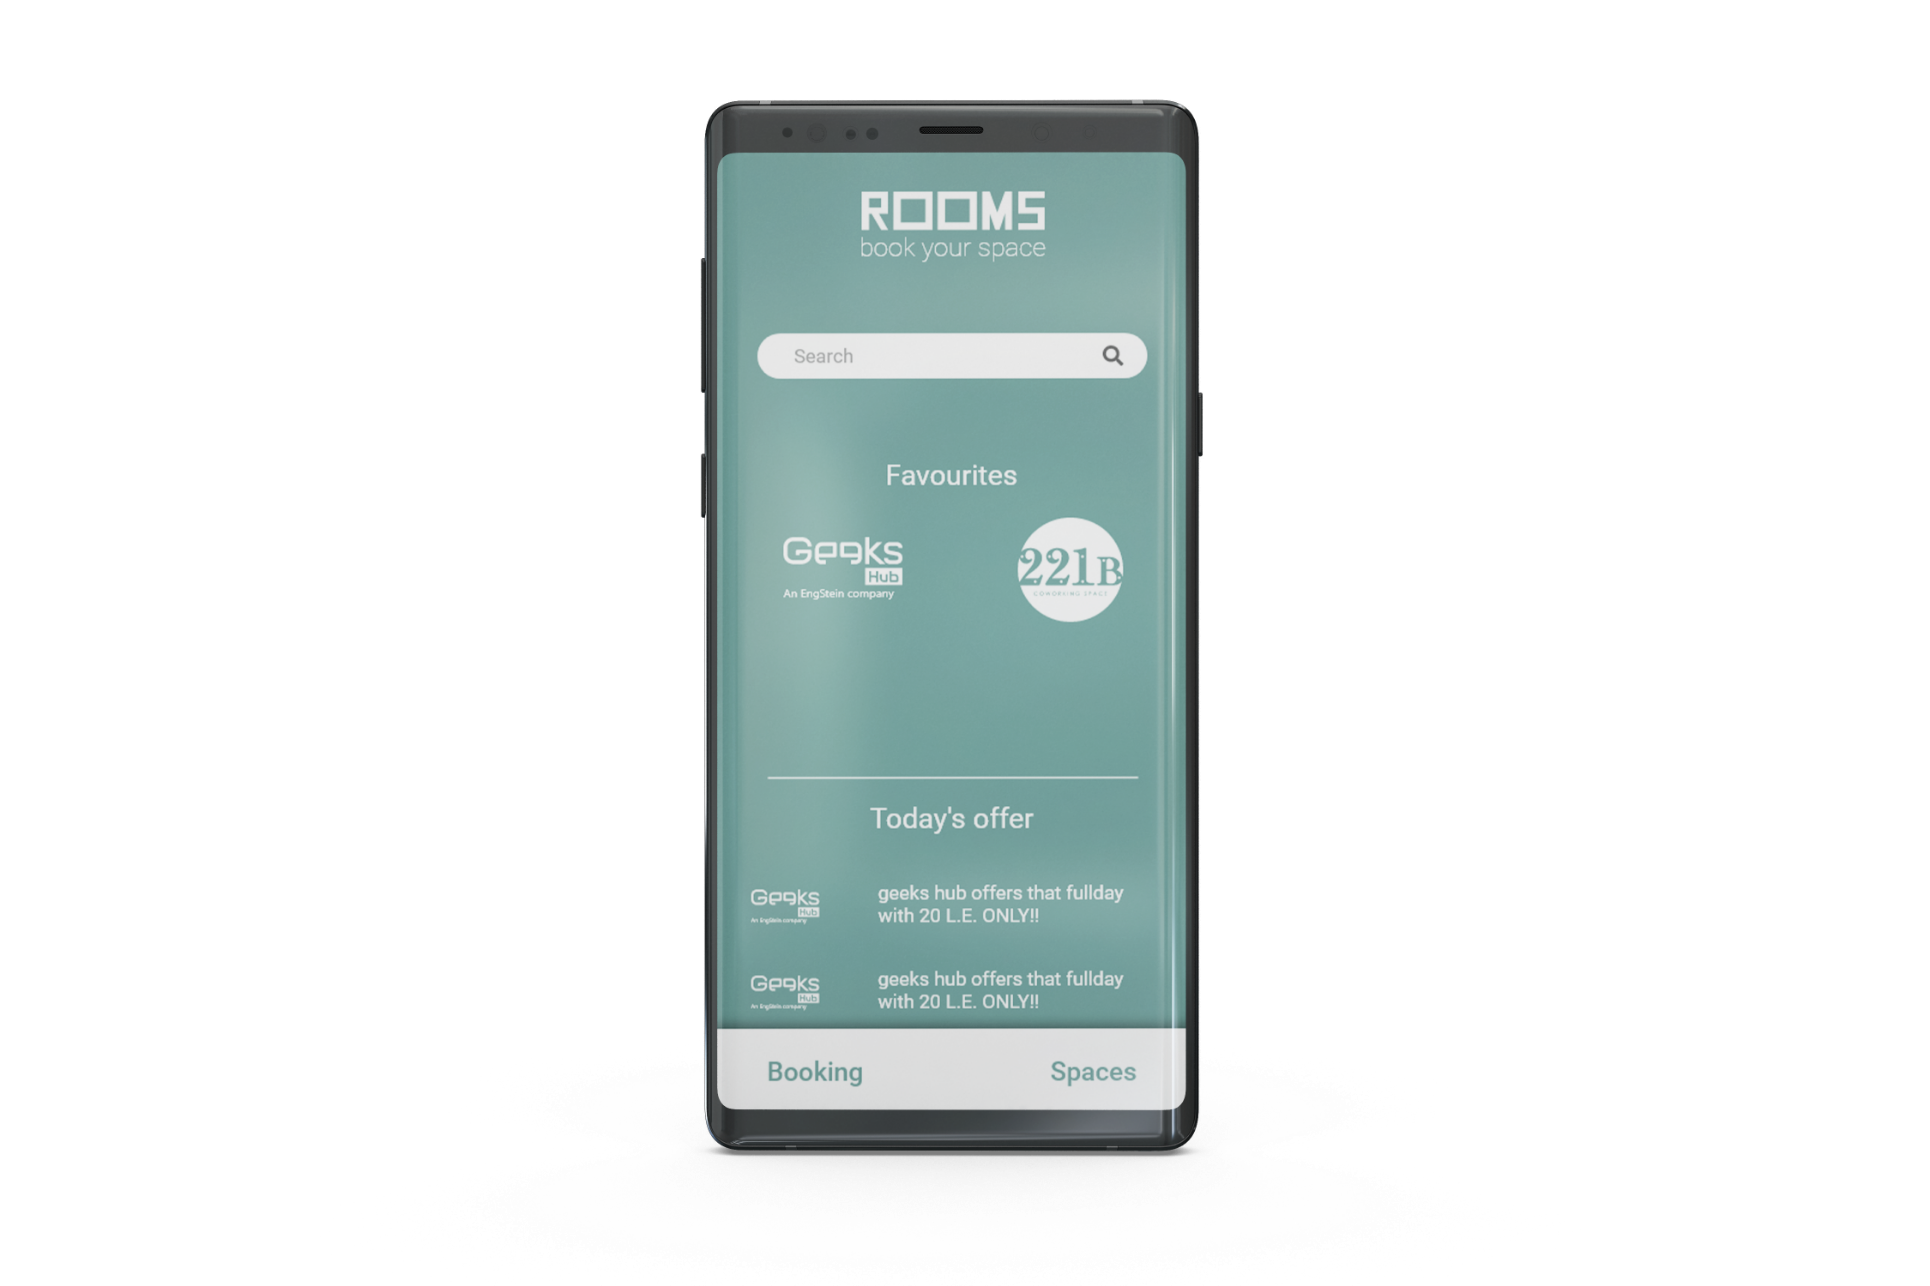 ROOMS
book your space
Search
Favourites
Geeks
Hub
An EngStein company
221B
COWORKING SPACE
Today's offer
Geeks
Hub
An EngStein company
geeks hub offers that fullday
with 20 L.E. ONLY!!
Geeks
Hub
An EngStein company
geeks hub offers that fullday
with 20 L.E. ONLY!!
Booking
Spaces